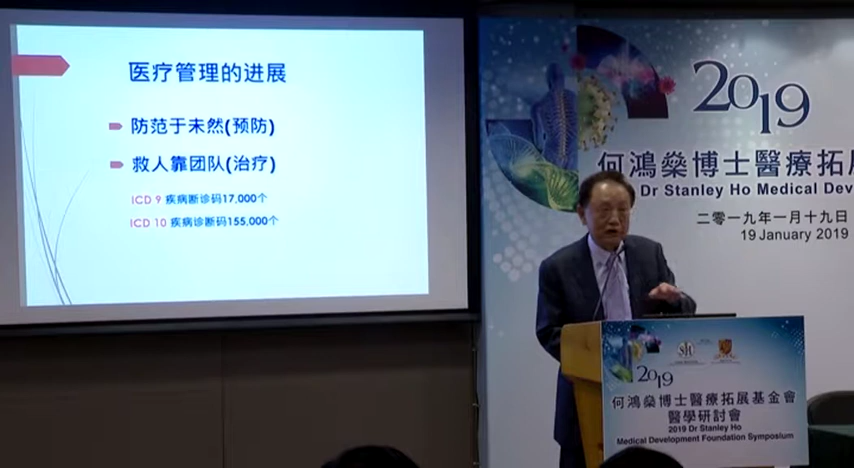 医疗管理的进展
防范于未然(预防)
救人靠团队(治疗)
ICD 9 疾病断诊码17,000个
ICD 10 疾病诊断码155,000个
2019
何鴻燊博士醫療拓展
Dr Stanley Ho Medical Dev
二零一九年一月十九日
19 January 2019
2019
何鴻燊博士醫療拓展基金會
醫學研討會
2019 Dr Stanley Ho
Medical Development Foundation Symposium